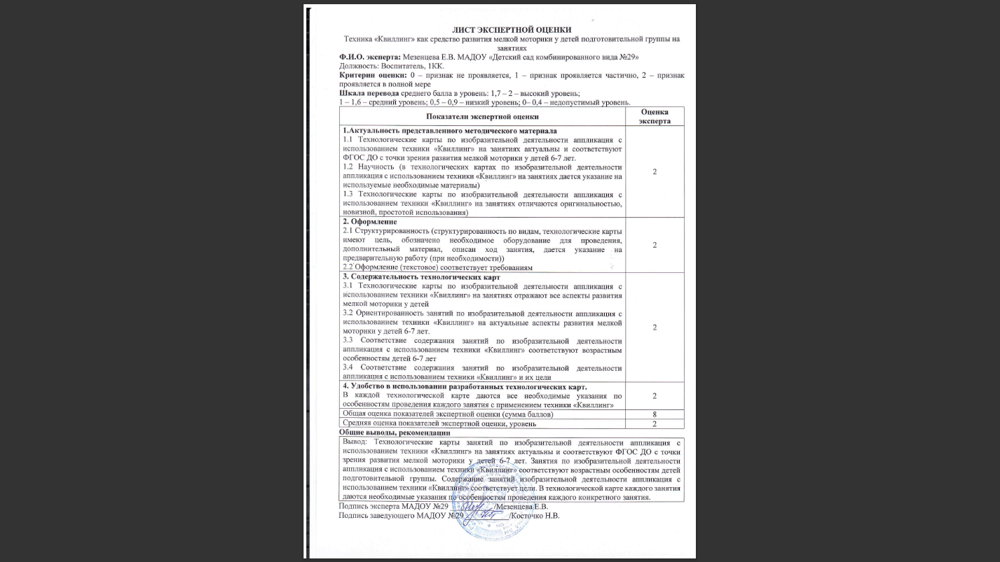 ЛИСТ ЭКСПЕРТНОЙ ОЦЕНКИ
Техника «Квиллинг» как средство развития мелкой моторики у детей подготовительной группы на
занятиях
Ф.И.О. эксперта: Мезенцева Е.В. МАДОУ «Детский сад комбинированного вида №29»
Должность: Воспитатель, 1КК.
Критерии оценки: 0 – признак не проявляется, 1 – признак проявляется частично, 2 – признак
проявляется в полной мере
Шкала перевода среднего балла в уровень: 1,7 – 2 – высокий уровень;
1 – 1,6 – средний уровень; 0,5 – 0,9 – низкий уровень; 0– 0,4 – недопустимый уровень.
Показатели экспертной оценки
Оценка
эксперта
1.Актуальность представленного методического материала
1.1 Технологические карты по изобразительной деятельности аппликация с
использованием техники «Квиллинг» на занятиях актуальны и соответствуют
ФГОС ДО с точки зрения развития мелкой моторики у детей 6-7 лет.
1.2 Научность (в технологических картах по изобразительной деятельности
аппликация с использованием техники «Квиллинг» на занятиях дается указание на
используемые необходимые материалы)
1.3 Технологические карты по изобразительной деятельности аппликация с
использованием техники «Квиллинг» на занятиях отличаются оригинальностью,
новизной, простотой использования)
2
2. Оформление
2.1 Структурированность (структурированность по видам, технологические карты
имеют цель, обозначено необходимое оборудование для проведения,
дополнительный материал, описан ход занятия, дается указание на
предварительную работу (при необходимости))
2.2 Оформление (текстовое) соответствует требованиям
2
3. Содержательность технологических карт
3.1 Технологические карты по изобразительной деятельности аппликация с
использованием техники «Квиллинг» на занятиях отражают все аспекты развития
мелкой моторики у детей
3.2 Ориентированность занятий по изобразительной деятельности аппликация с
использованием техники «Квиллинг» на актуальные аспекты развития мелкой
моторики у детей 6-7 лет.
3.3 Соответствие содержания занятий по изобразительной деятельности
аппликация с использованием техники «Квиллинг» соответствуют возрастным
особенностям детей 6-7 лет
3.4 Соответствие содержания занятий по изобразительной деятельности
аппликация с использованием техники «Квиллинг» и их цели
2
4. Удобство в использовании разработанных технологических карт.
В каждой технологической карте даются все необходимые указания по
особенностям проведения каждого занятия с применением техники «Квиллинг»
2
Общая оценка показателей экспертной оценки (сумма баллов)
8
Средняя оценка показателей экспертной оценки, уровень
2
Общие выводы, рекомендации
Вывод: Технологические карты занятий по изобразительной деятельности аппликация с
использованием техники «Квиллинг» на занятиях актуальны и соответствуют ФГОС ДО с точки
зрения развития мелкой моторики у детей 6-7 лет. Занятия по изобразительной деятельности
аппликация с использованием техники «Квиллинг» соответствуют возрастным особенностям детей
подготовительной группы. Содержание занятий изобразительной деятельности аппликация с
использованием техники «Квиллинг» соответствует цели. В технологической карте каждого занятия
даются необходимые указания по особенностям проведения каждого конкретного занятия.
Подпись эксперта МАДОУ №29 /Мезенцева Е.В.
Подпись заведующего МАДОУ №29 /Косточко Н.В.